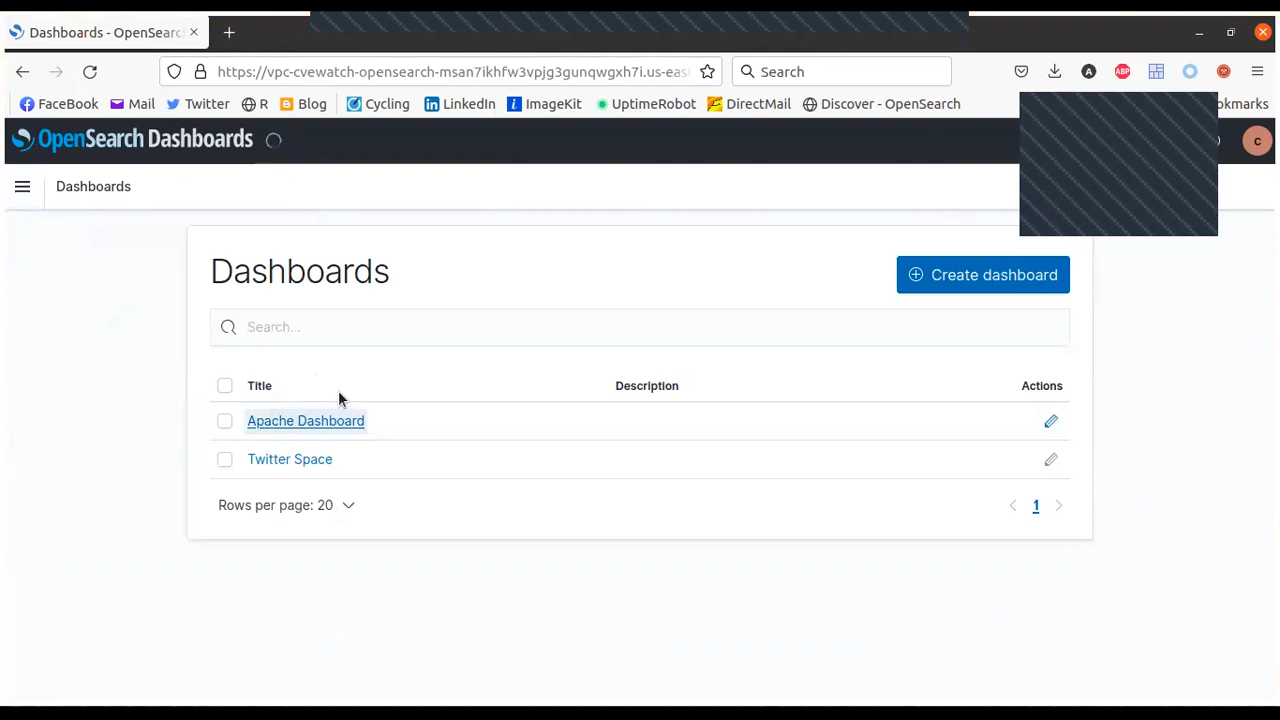 Dashboards - OpenSearc
https://vpc-cvewatch-opensearch-man7ikhfw3vpjg3gunqwgxh7i.us-eas
Search
FaceBook Mail Twitter R Blog Cycling LinkedIn ImageKit UptimeRobot DirectMail Discover - OpenSearch okmarks
OpenSearch Dashboards
c
Dashboards
Dashboards
Create dashboard
Search...
Title Description Actions
Apache Dashboard
Twitter Space
Rows per page: 20
1